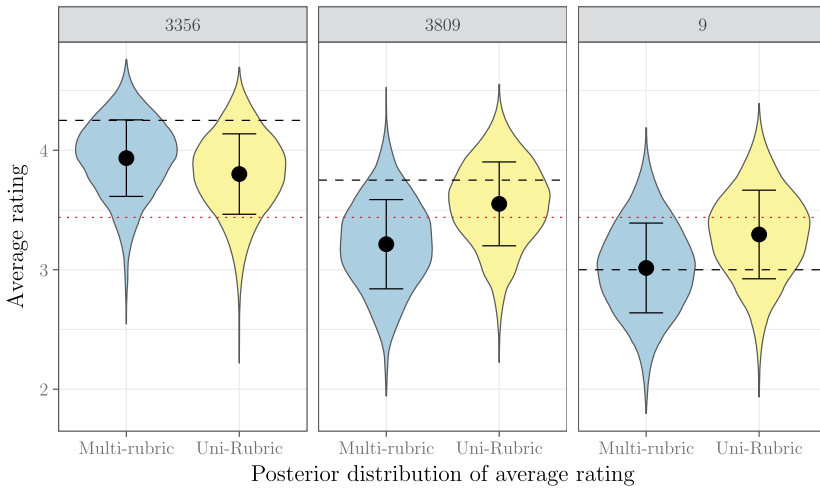 3356 3809 9
Average rating
4
3
2
Multi-rubric Uni-Rubric Multi-rubric Uni-Rubric Multi-rubric Uni-Rubric
Posterior distribution of average rating